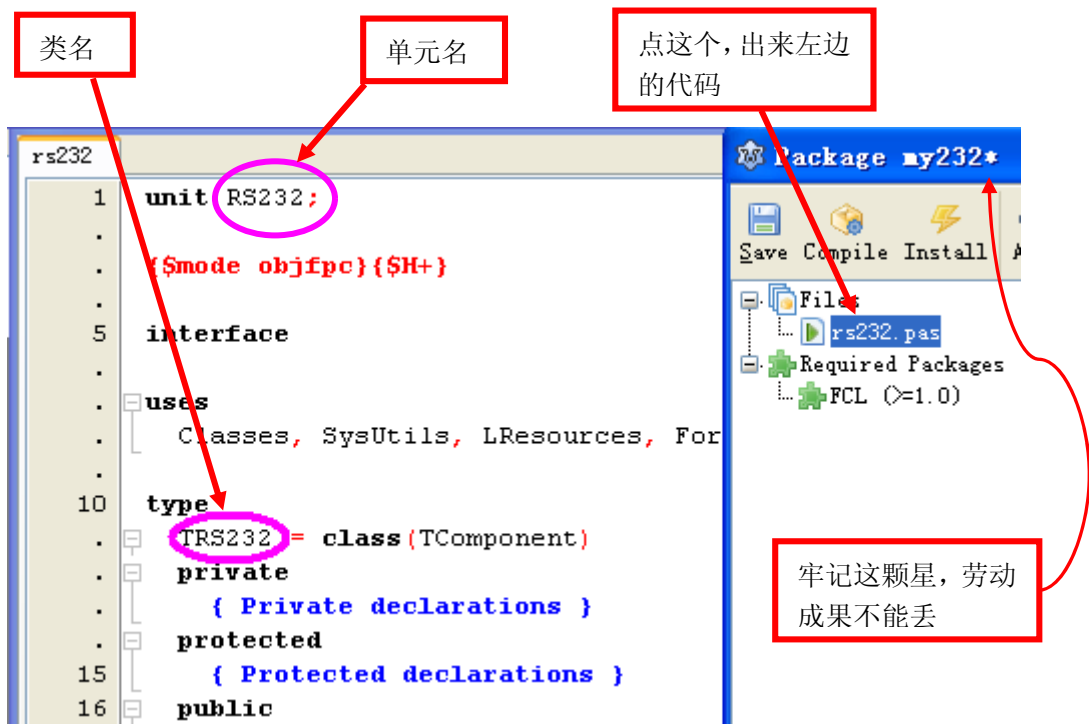 类名
单元名
点这个，出来左边
的代码
rs232
1 unit RS232;
.
. {$mode objfpc}{$H+}
.
5 interface
.
. uses
. Classes, SysUtils, LResources, For
.
10 type
. TRS232 = class(TComponent)
. private
. { Private declarations }
. protected
15 { Protected declarations }
16 public
Package my232*
Save Compile Install A
Files
rs232.pas
Required Packages
FCL (>=1.0)
牢记这颗星，劳动
成果不能丢